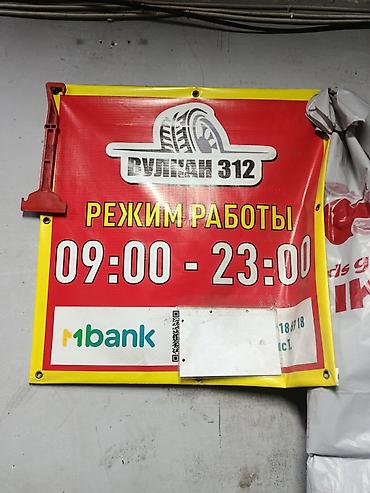 ВУЛКАН 312
РЕЖИМ РАБОТЫ
09:00 - 23:00
Mbank